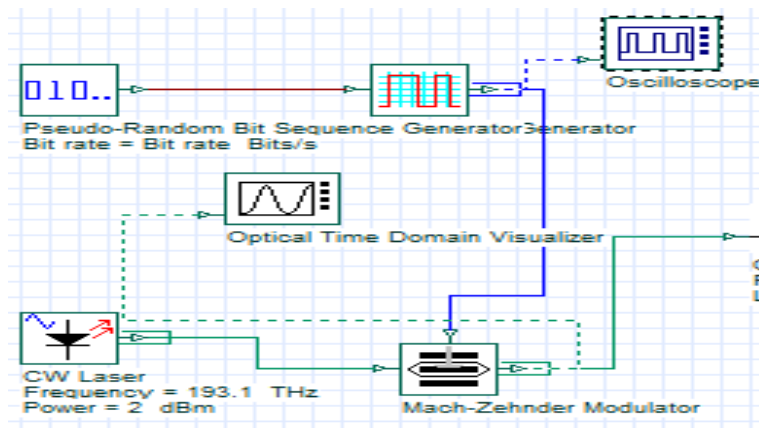 010..
Oscilloscope
Pseudo-Random Bit Sequence Generator
Bit rate = Bit rate Bits/s
Optical Time Domain Visualizer
CW Laser
Frequency = 193.1 THz
Power = 2 dBm
Mach-Zehnder Modulator